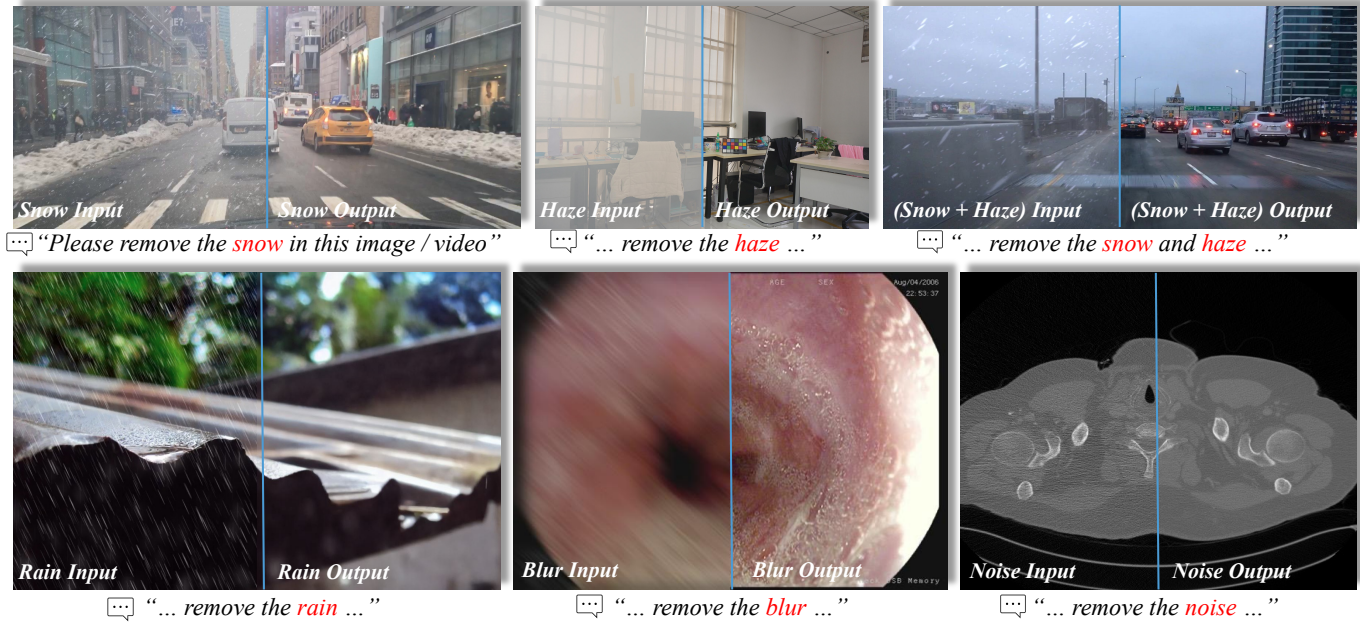 Snow Input
Snow Output
Haze Input
Haze Output
(Snow + Haze) Input
(Snow + Haze) Output
“Please remove the snow in this image / video”
“... remove the haze ...”
“... remove the snow and haze ...”
AGE SEX
Aug/04/2006
22:53:37
USB Memory
Rain Input
Rain Output
Blur Input
Blur Output
Noise Input
Noise Output
“... remove the rain ...”
“... remove the blur ...”
“... remove the noise ...”